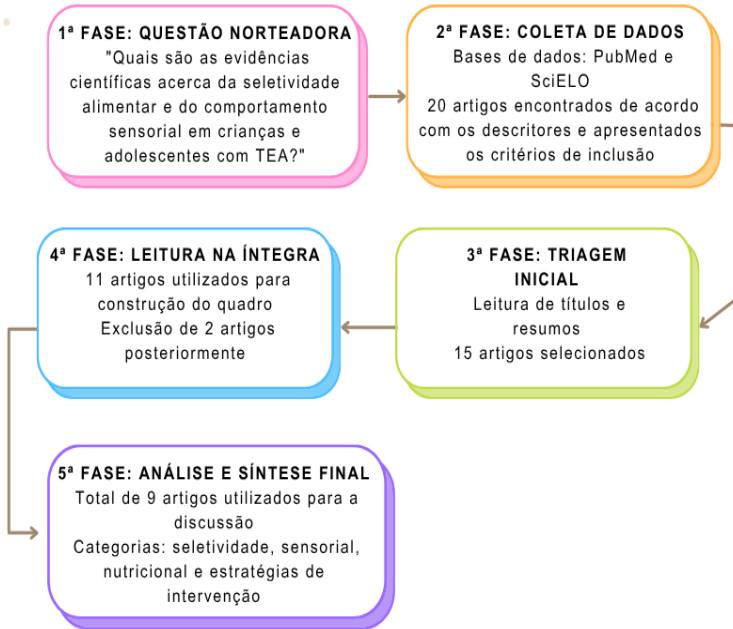 1ª FASE: QUESTÃO NORTEADORA
"Quais são as evidências
científicas acerca da seletividade
alimentar e do comportamento
sensorial em crianças e
adolescentes com TEA?"
2ª FASE: COLETA DE DADOS
Bases de dados: PubMed e
SciELO
20 artigos encontrados de acordo
com os descritores e apresentados
os critérios de inclusão
3ª FASE: TRIAGEM
INICIAL
Leitura de títulos e
resumos
15 artigos selecionados
4ª FASE: LEITURA NA ÍNTEGRA
11 artigos utilizados para
construção do quadro
Exclusão de 2 artigos
posteriormente
5ª FASE: ANÁLISE E SÍNTESE FINAL
Total de 9 artigos utilizados para a
discussão
Categorias: seletividade, sensorial,
nutricional e estratégias de
intervenção